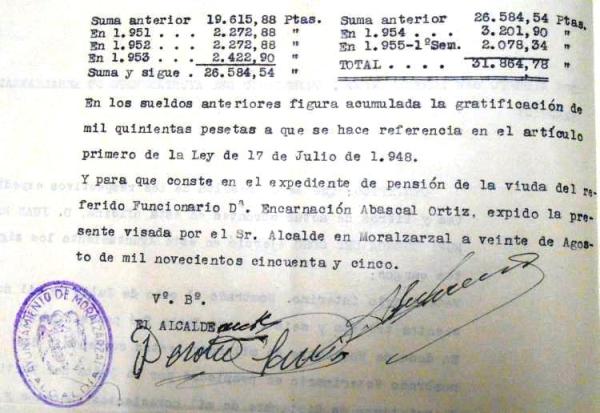 Suma anterior 19.615,88 Ptas.
En 1.951 . . . 2.272,88 "
En 1.952 . . . 2.272,88 "
En 1.953 . . . 2.422,90 "
Suma y sigue . 26.584,54 "
Suma anterior 26.584,54 Ptas.
En 1.954 . . . 3.201,90 "
En 1.955-1ºSem. 2.078,34 "
TOTAL . . . . 31.864,78 "
En los sueldos anteriores figura acumulada la gratificación de
mil quinientas pesetas a que se hace referencia en el artículo
primero de la Ley de 17 de Julio de 1.948.
Y para que conste en el expediente de pensión de la viuda del re-
ferido Funcionario Dª. Encarnación Abascal Ortiz, expido la pre-
sente visada por el Sr. Alcalde en Moralzarzal a veinte de Agos-
to de mil novecientos cincuenta y cinco.
Vº. Bº.
EL ALCALDE
AYUNTAMIENTO DE MORALZARZAL
ALCALDIA